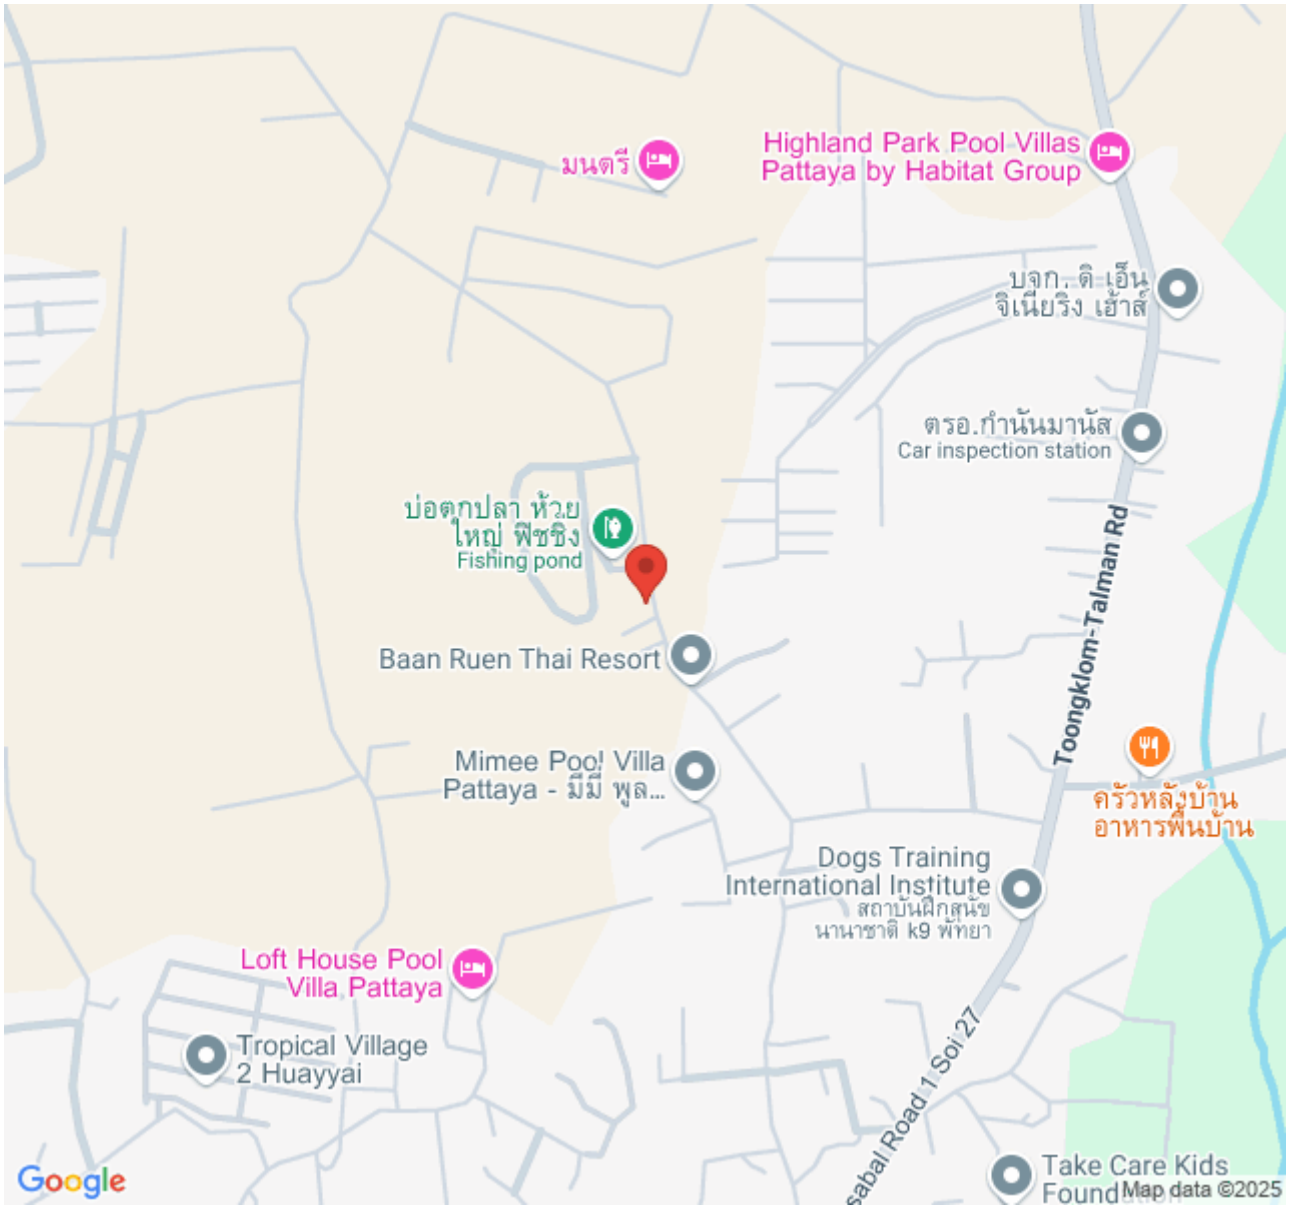 มนตรี
Highland Park Pool Villas
Pattaya by Habitat Group
บจก. ดิ เอ็น
จิเนียริง เฮ้าส์
ตรอ.กำนันมานัส
Car inspection station
บ่อตกปลา ห้วย
ใหญ่ ฟิชชิง
Fishing pond
Toongklom-Talman Rd
Baan Ruen Thai Resort
Mimee Pool Villa
Pattaya - มีมี่ พูล...
ครัวหลังบ้าน
อาหารพื้นบ้าน
Dogs Training
International Institute
สถาบันฝึกสุนัข
นานาชาติ k9 พัทยา
Loft House Pool
Villa Pattaya
Tropical Village
2 Huayyai
sabal Road 1 Soi 27
Take Care Kids
Foundation
Google
Map data ©2025